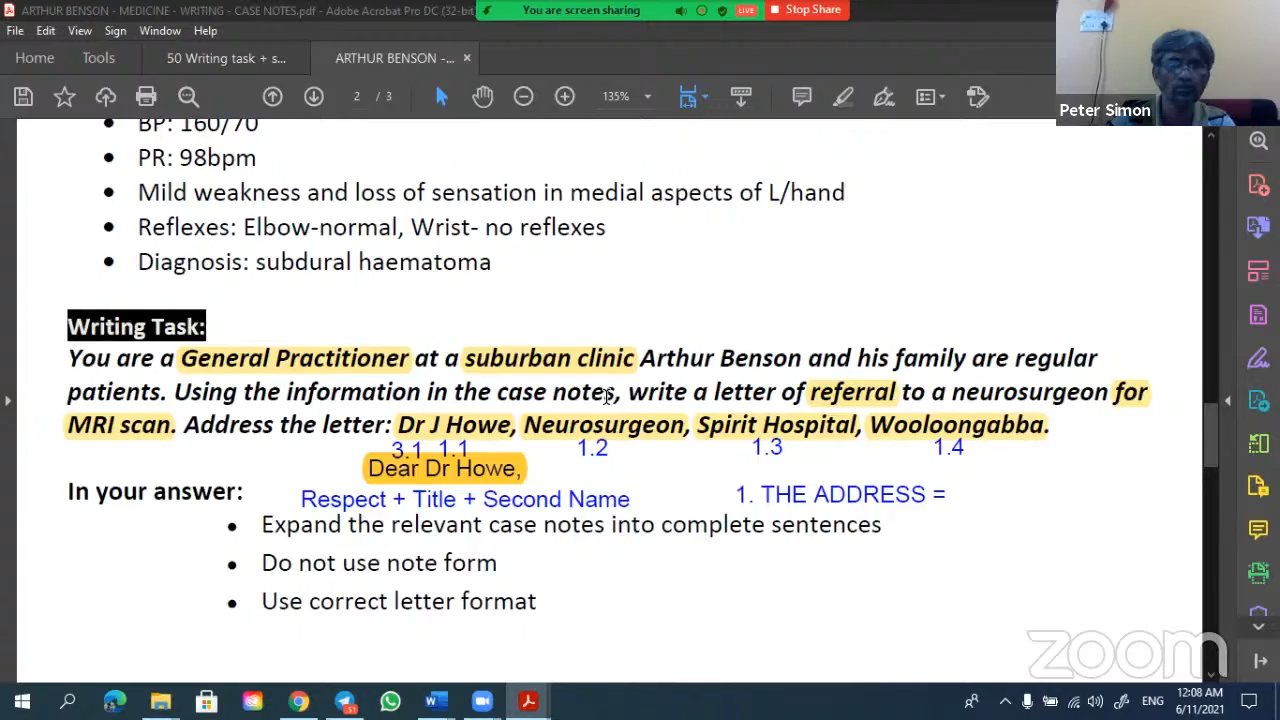 ARTHUR BENSON - MEDICINE - WRITING - CASE NOTES.pdf - Adobe Acrobat Pro DC (32-bit
You are screen sharing
LIVE
Stop Share
File Edit View Sign Window Help
Home Tools 50 Writing task + s... ARTHUR BENSON -... ×
2 / 3 135%
Peter Simon
BP: 160/70
PR: 98bpm
Mild weakness and loss of sensation in medial aspects of L/hand
Reflexes: Elbow-normal, Wrist- no reflexes
Diagnosis: subdural haematoma
Writing Task:
You are a General Practitioner at a suburban clinic Arthur Benson and his family are regular
patients. Using the information in the case notes, write a letter of referral to a neurosurgeon for
MRI scan. Address the letter: Dr J Howe, Neurosurgeon, Spirit Hospital, Wooloongabba.
3.1 1.1 1.2 1.3 1.4
Dear Dr Howe,
In your answer: Respect + Title + Second Name 1. THE ADDRESS =
Expand the relevant case notes into complete sentences
Do not use note form
Use correct letter format
zoom
51
ENG
12:08 AM
6/11/2021